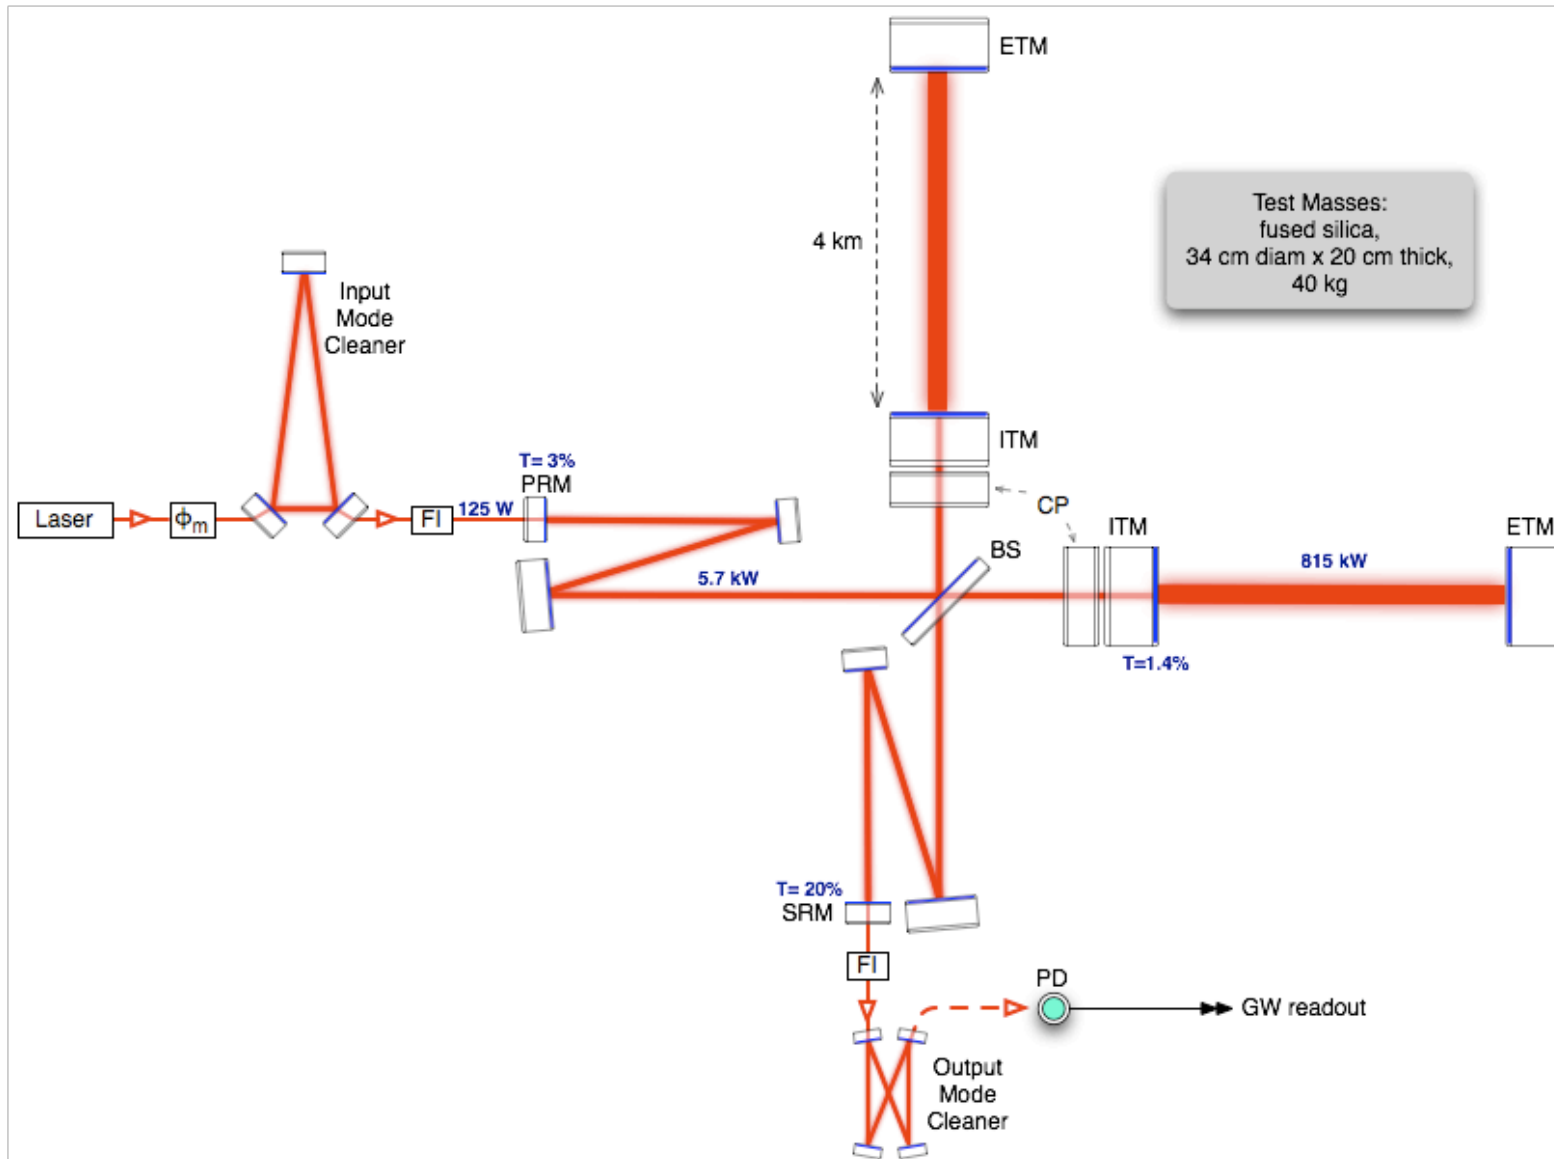 ETM
4 km
Test Masses:
fused silica,
34 cm diam x 20 cm thick,
40 kg
Input
Mode
Cleaner
ITM
T= 3%
PRM
Laser
Φm
FI
125 W
CP
ITM
ETM
BS
5.7 kW
815 kW
T=1.4%
T= 20%
SRM
FI
PD
GW readout
Output
Mode
Cleaner